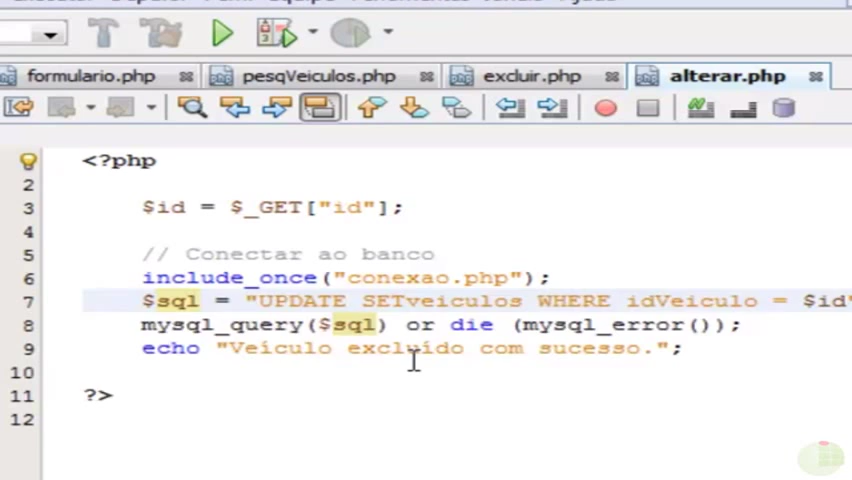 formulario.php pesqVeiculos.php excluir.php alterar.php
<?php
2
3 $id = $_GET["id"];
4
5 // Conectar ao banco
6 include_once("conexao.php");
7 $sql = "UPDATE SETveiculos WHERE idVeiculo = $id"
8 mysql_query($sql) or die (mysql_error());
9 echo "Veículo excluído com sucesso.";
10
11 ?>
12